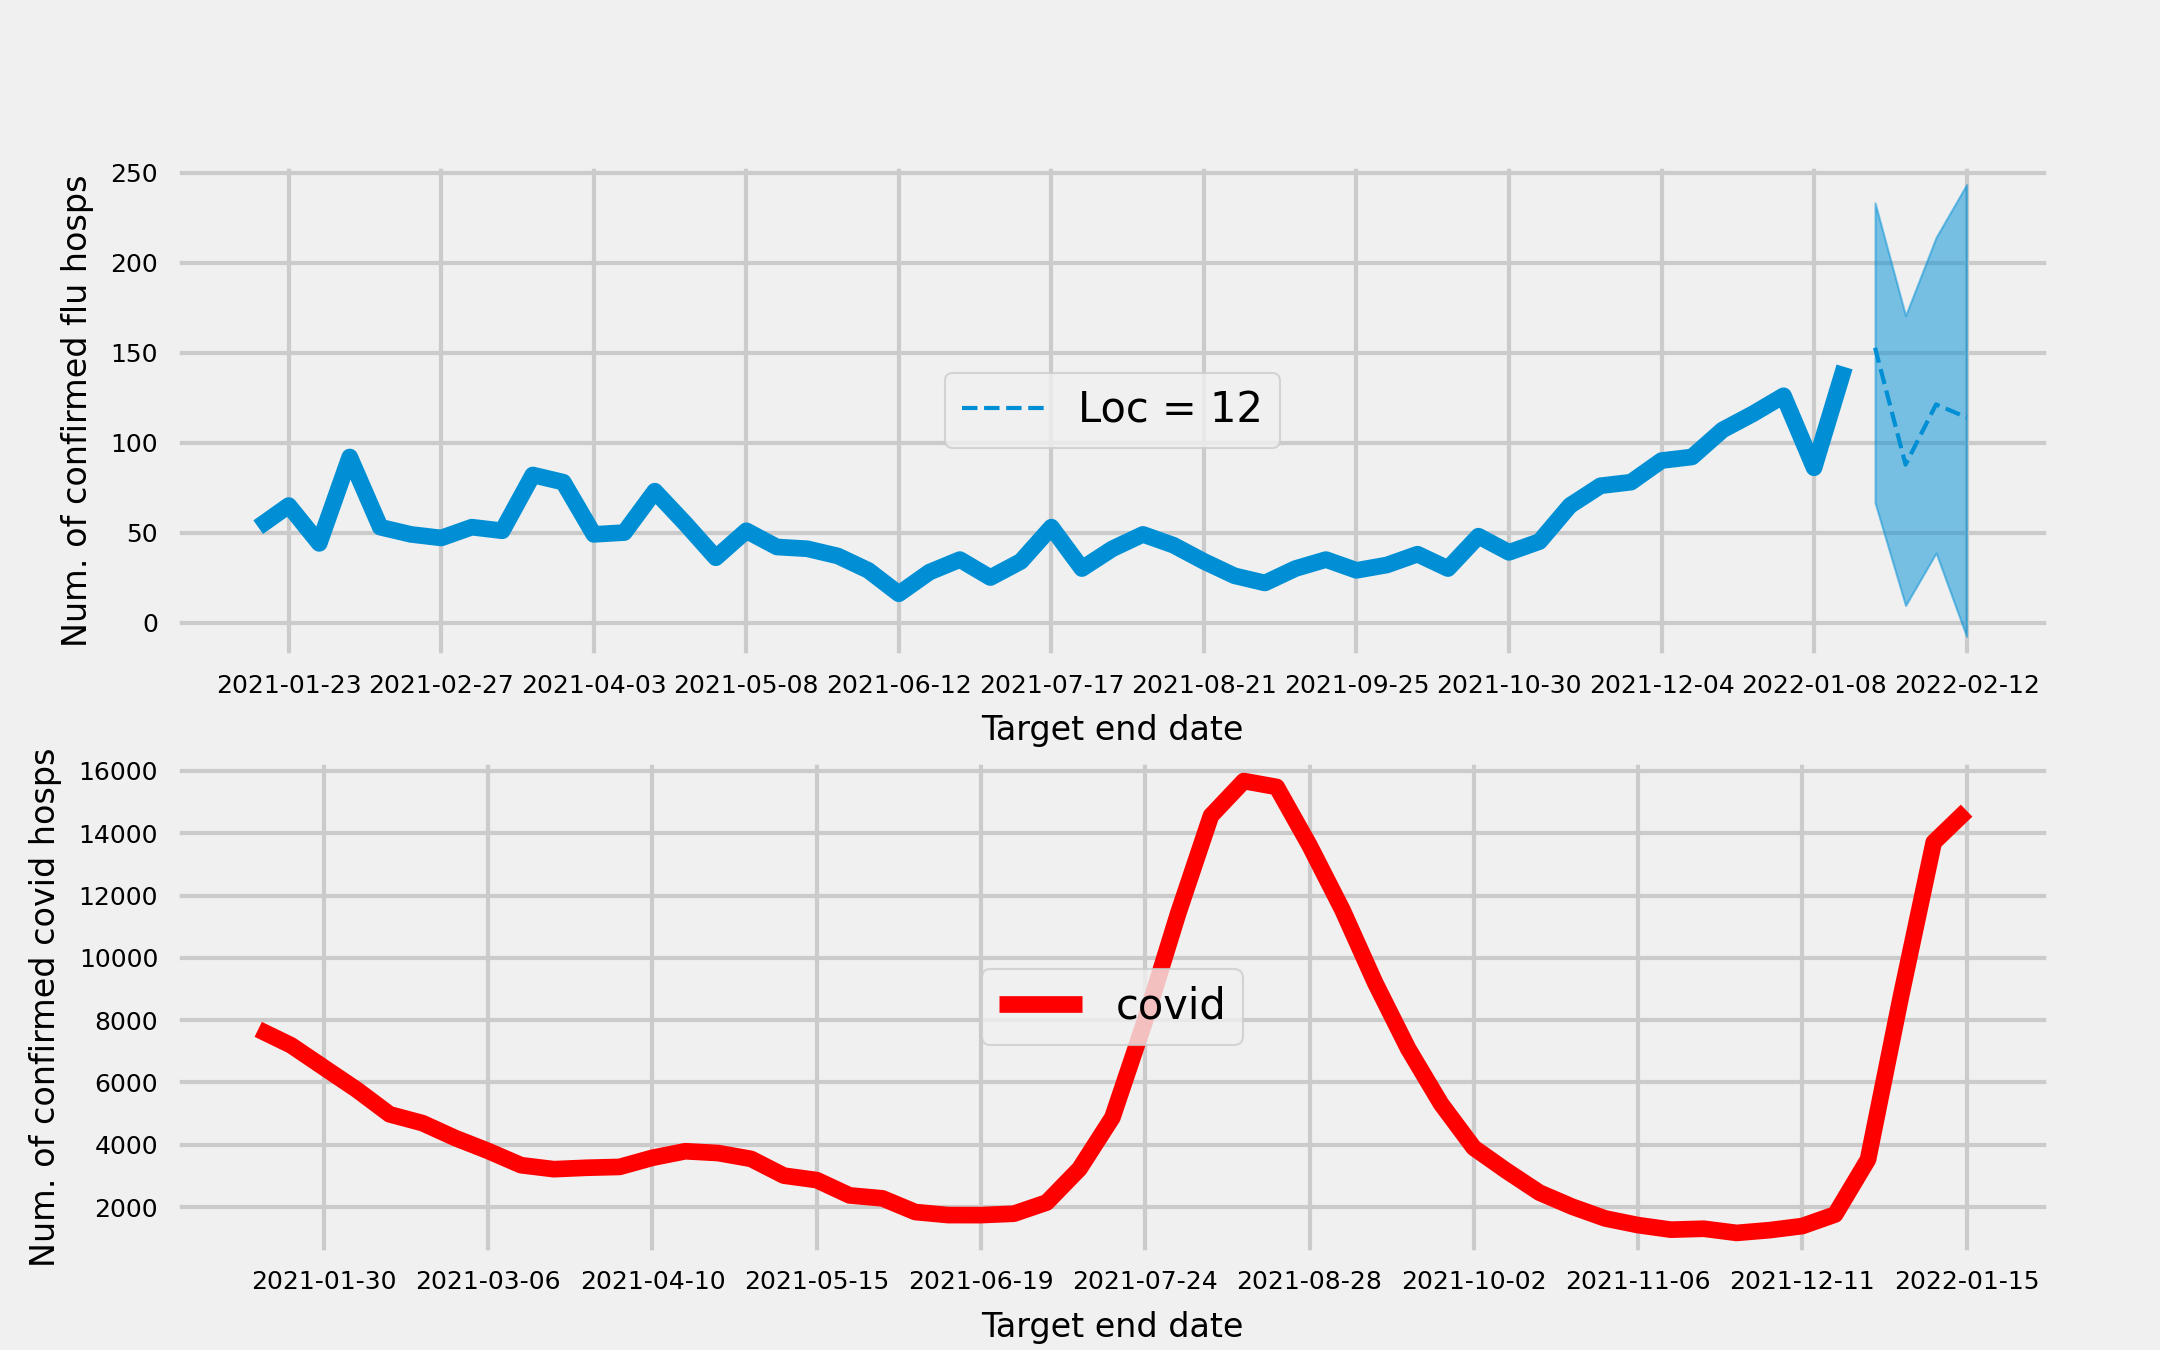 Num. of confirmed flu hosps
250
200
150
100
50
0
Loc = 12
2021-01-23 2021-02-27 2021-04-03 2021-05-08 2021-06-12 2021-07-17 2021-08-21 2021-09-25 2021-10-30 2021-12-04 2022-01-08 2022-02-12
Target end date
Num. of confirmed covid hosps
16000
14000
12000
10000
8000
6000
4000
2000
covid
2021-01-30 2021-03-06 2021-04-10 2021-05-15 2021-06-19 2021-07-24 2021-08-28 2021-10-02 2021-11-06 2021-12-11 2022-01-15
Target end date